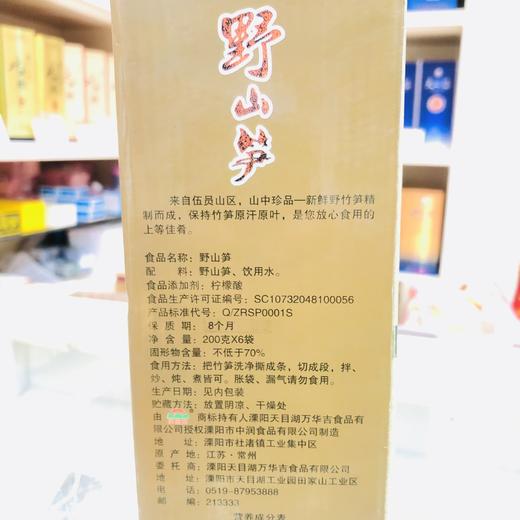 野山笋
来自伍员山区，山中珍品—新鲜野竹笋精
制而成，保持竹笋原汗原叶，是您放心食用的
上等佳肴。
食品名称：野山笋
配 料：野山笋、饮用水。
食品添加剂：柠檬酸
食品生产许可证编号：SC10732048100056
产品标准代号：Q/ZRSP0001S
保 质 期：8个月
净 含 量：200克X6袋
固形物含量：不低于70%
食用方法：把竹笋洗净撕成条，切成段，拌、
炒、炖、煮皆可。胀袋、漏气请勿食用。
生产日期：见内包装
贮藏方法：放置阴凉、干燥处
由 商标持有人溧阳天目湖万华吉食品有
限公司授权溧阳市中润食品有限公司制造
地 址：溧阳市杜渚镇工业集中区
原 产 地：江苏·常州
委 托 商：溧阳天目湖万华吉食品有限公司
地 址：溧阳市天目湖工业园田家山工业区
电 话：0519-87953888
邮 编：213333
营养成分表